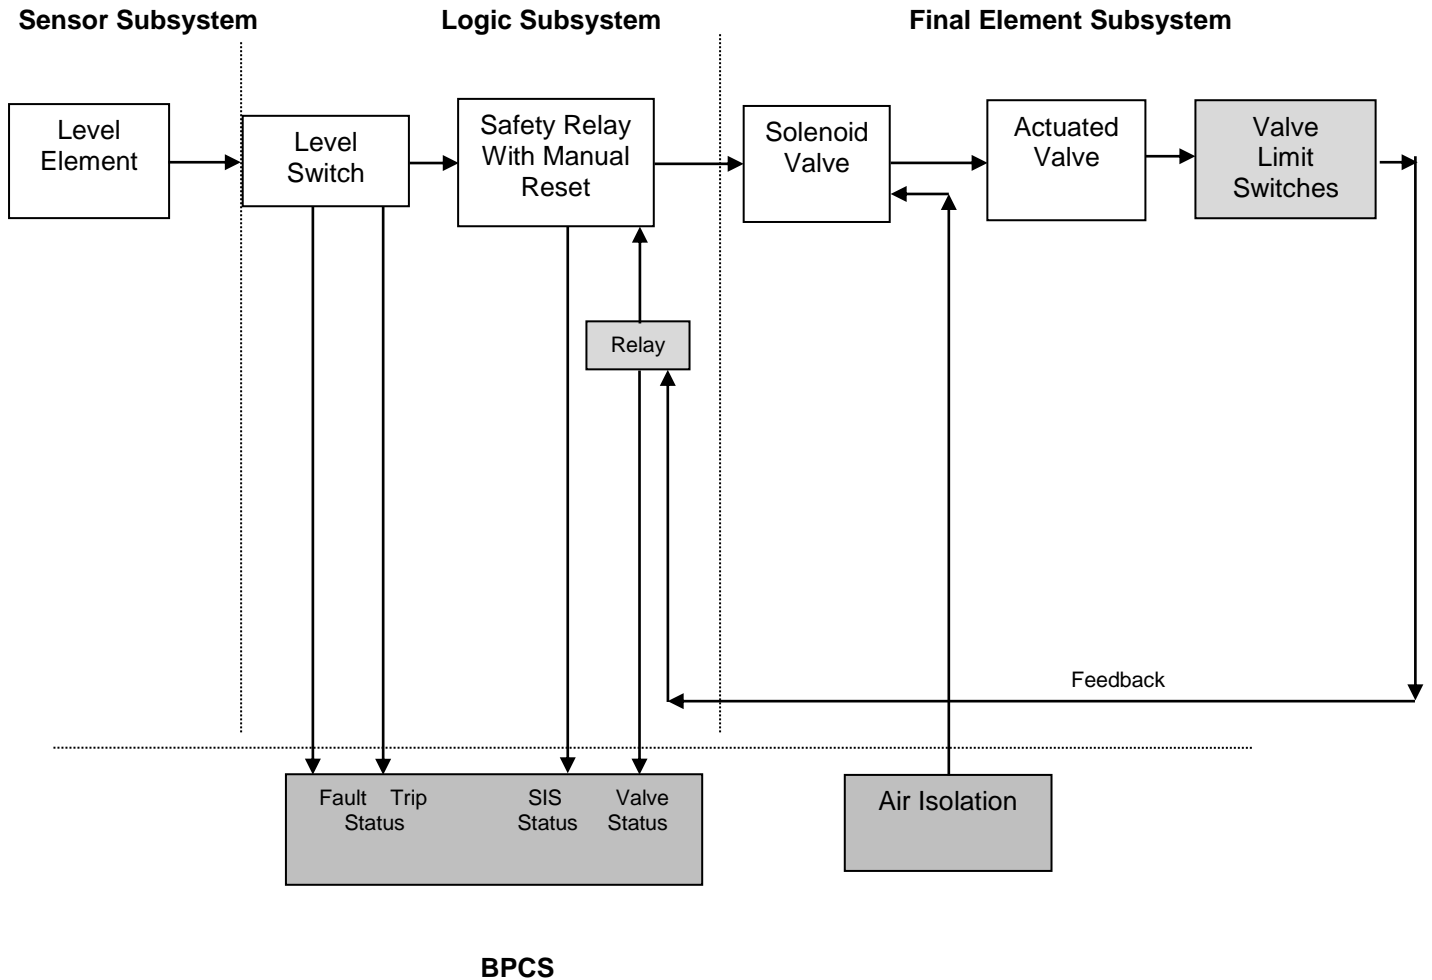 Sensor Subsystem
Logic Subsystem
Final Element Subsystem
Level
Element
Level
Switch
Safety Relay
With Manual
Reset
Solenoid
Valve
Actuated
Valve
Valve
Limit
Switches
Relay
Feedback
Fault Trip
Status
SIS
Status
Valve
Status
Air Isolation
BPCS